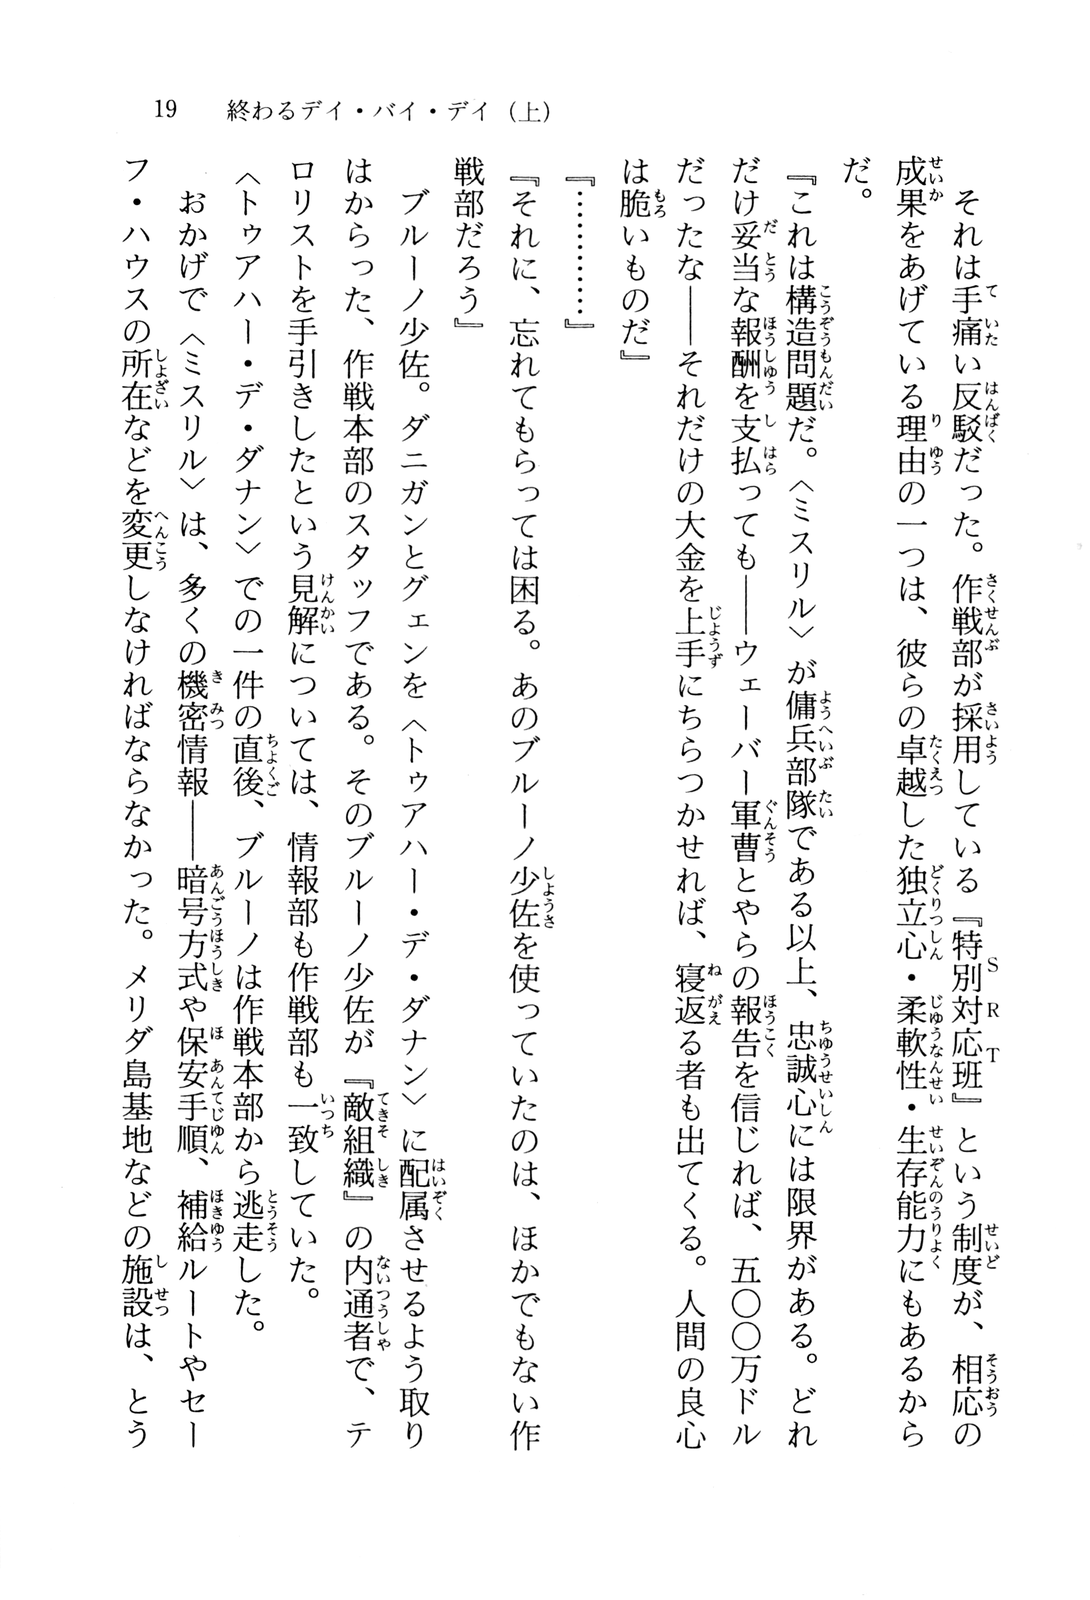 19　終わるデイ・バイ・デイ（上）
　それは手痛い反駁だった。作戦部が採用している『特別対応班』という制度が、相応の
成果をあげている理由の一つは、彼らの卓越した独立心・柔軟性・生存能力にもあるから
だ。
『これは構造問題だ。〈ミスリル〉が傭兵部隊である以上、忠誠心には限界がある。どれ
だけ妥当な報酬を支払っても――ウェーバー軍曹とやらの報告を信じれば、五〇〇万ドル
だったな――それだけの大金を上手にちらつかせれば、寝返る者も出てくる。人間の良心
は脆いものだ』
『…………』
『それに、忘れてもらっては困る。あのブルーノ少佐を使っていたのは、ほかでもない作
戦部だろう』
　ブルーノ少佐。ダニガンとグェンを〈トゥアハー・デ・ダナン〉に配属させるよう取り
はからった、作戦本部のスタッフである。そのブルーノ少佐が『敵組織』の内通者で、テ
ロリストを手引きしたという見解については、情報部も作戦部も一致していた。
〈トゥアハー・デ・ダナン〉での一件の直後、ブルーノは作戦本部から逃走した。
　おかげで〈ミスリル〉は、多くの機密情報――暗号方式や保安手順、補給ルートやセー
フ・ハウスの所在などを変更しなければならなかった。メリダ島基地などの施設は、とう